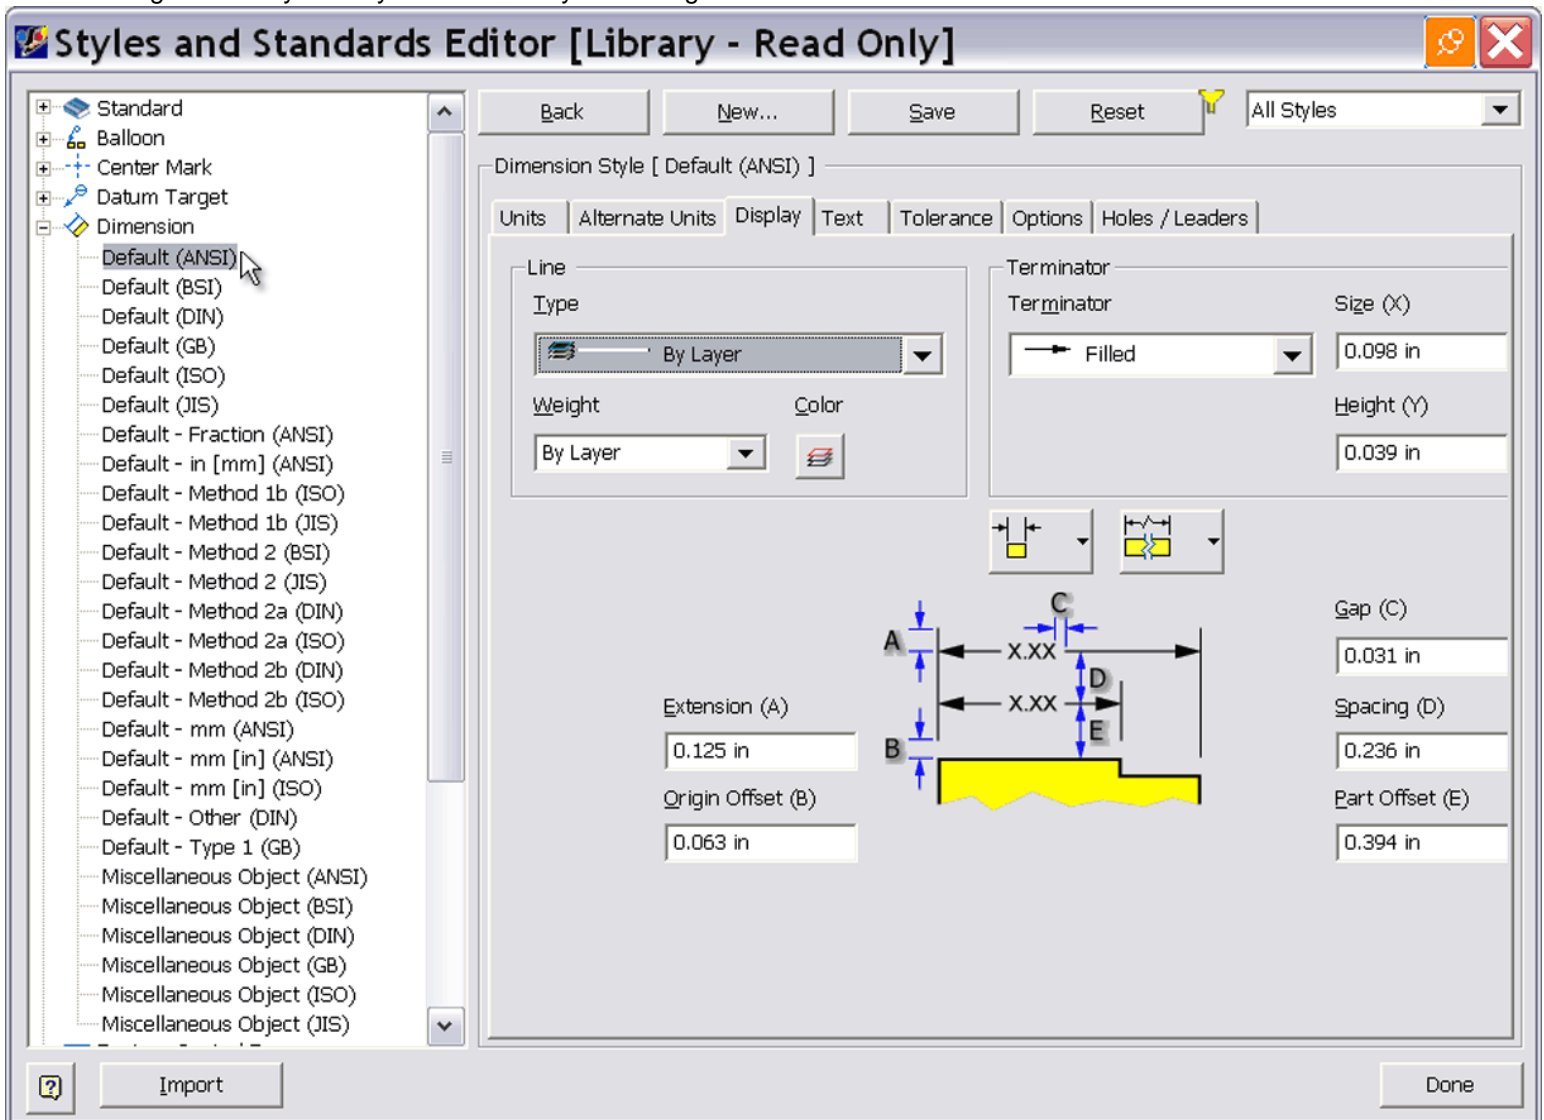 Styles and Standards Editor [Library - Read Only]
Standard
Balloon
Center Mark
Datum Target
Dimension
Default (ANSI)
Default (BSI)
Default (DIN)
Default (GB)
Default (ISO)
Default (JIS)
Default - Fraction (ANSI)
Default - in [mm] (ANSI)
Default - Method 1b (ISO)
Default - Method 1b (JIS)
Default - Method 2 (BSI)
Default - Method 2 (JIS)
Default - Method 2a (DIN)
Default - Method 2a (ISO)
Default - Method 2b (DIN)
Default - Method 2b (ISO)
Default - mm (ANSI)
Default - mm [in] (ANSI)
Default - mm [in] (ISO)
Default - Other (DIN)
Default - Type 1 (GB)
Miscellaneous Object (ANSI)
Miscellaneous Object (BSI)
Miscellaneous Object (DIN)
Miscellaneous Object (GB)
Miscellaneous Object (ISO)
Miscellaneous Object (JIS)
Back New... Save Reset All Styles
Dimension Style [ Default (ANSI) ]
Units Alternate Units Display Text Tolerance Options Holes / Leaders
Line
Type
By Layer
Weight Color
By Layer
Terminator
Terminator Size (X)
Filled 0.098 in
Height (Y)
0.039 in
C
A X.XX
D
X.XX
B E
Extension (A)
0.125 in
Origin Offset (B)
0.063 in
Gap (C)
0.031 in
Spacing (D)
0.236 in
Part Offset (E)
0.394 in
? Import Done